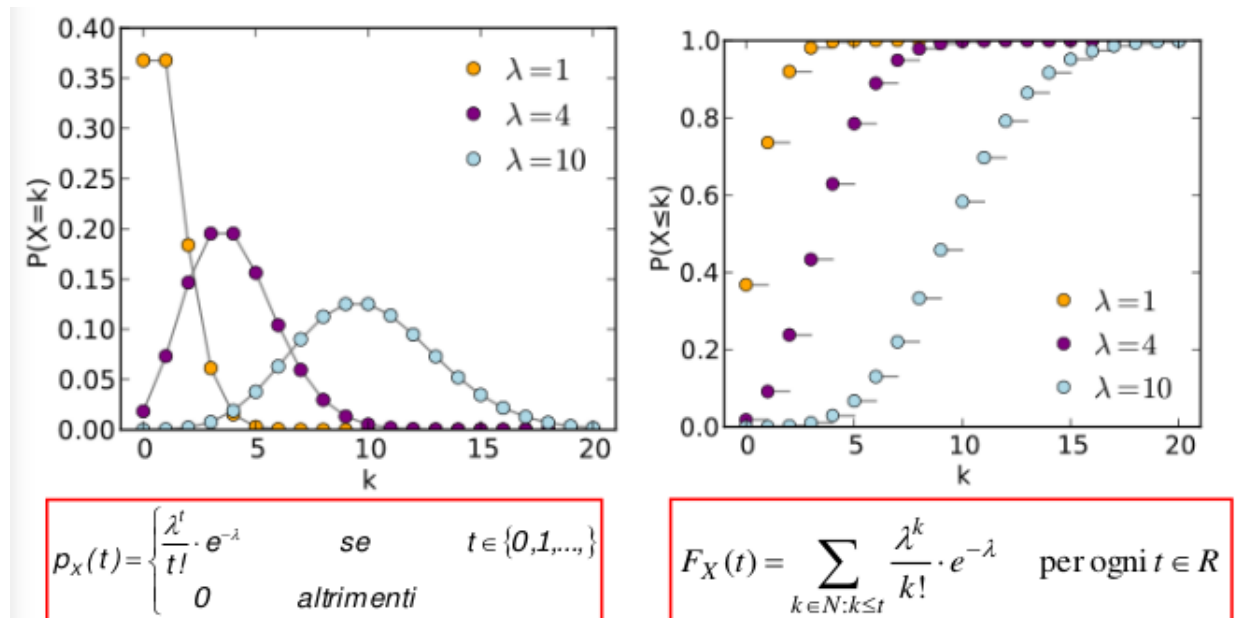 0.40
0.35
0.30
0.25
0.20
0.15
0.10
0.05
0.00
P(X=k)
λ=1
λ=4
λ=10
0 5 10 15 20
k
1.0
0.8
0.6
0.4
0.2
0.0
P(X≤k)
λ=1
λ=4
λ=10
0 5 10 15 20
k
p_X(t)={ λ^t/t! · e^{-λ} se t∈{0,1,...,}
0 altrimenti
F_X(t) = ∑_{k∈N:k≤t} λ^k/k! · e^{-λ} per ogni t ∈ R